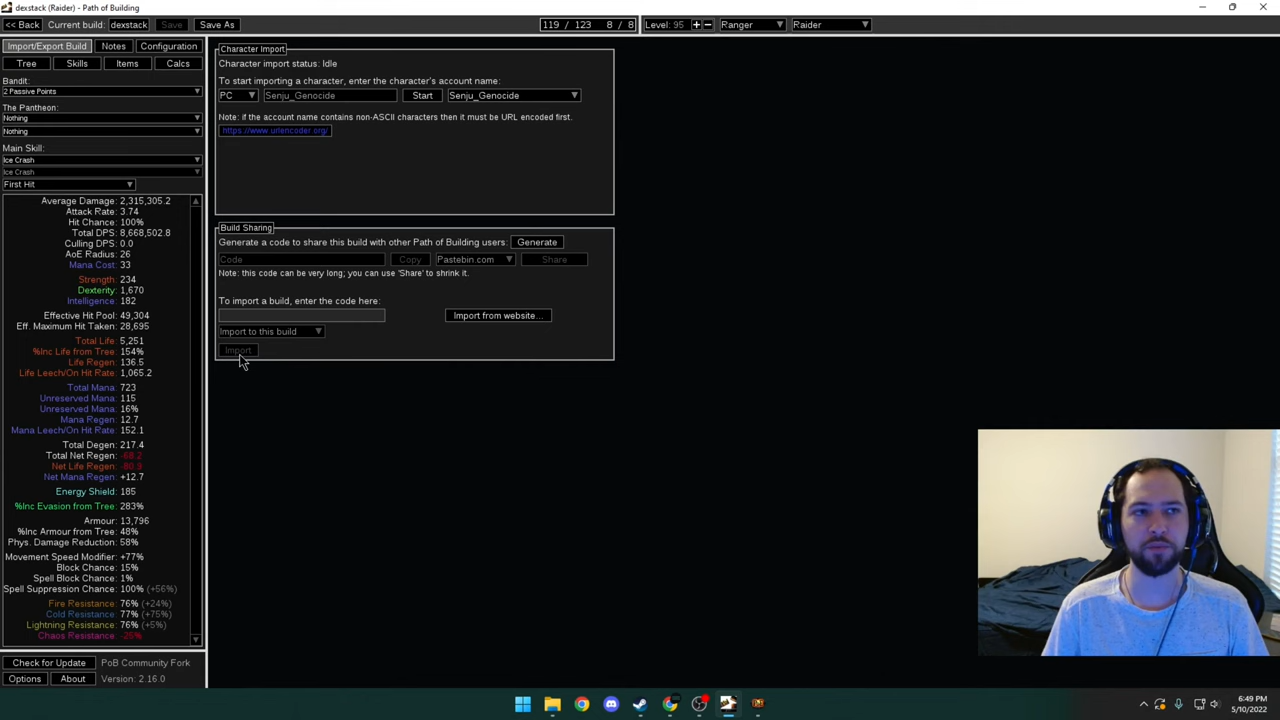 dexstack (Raider) - Path of Building
<< Back Current build: dexstack Save Save As 119 / 123 8 / 8 Level: 95 + - Ranger Raider
Import/Export Build Notes Configuration
Tree Skills Items Calcs
Bandit:
2 Passive Points
The Pantheon:
Nothing
Nothing
Main Skill:
Ice Crash
Ice Crash
First Hit
Average Damage: 2,315,305.2
Attack Rate: 3.74
Hit Chance: 100%
Total DPS: 8,668,502.8
Culling DPS: 0.0
AoE Radius: 26
Mana Cost: 33
Strength: 234
Dexterity: 1,670
Intelligence: 182
Effective Hit Pool: 49,304
Eff. Maximum Hit Taken: 28,695
Total Life: 5,251
%Inc Life from Tree: 154%
Life Regen: 136.5
Life Leech/On Hit Rate: 1,065.2
Total Mana: 723
Unreserved Mana: 115
Unreserved Mana: 16%
Mana Regen: 12.7
Mana Leech/On Hit Rate: 152.1
Total Degen: 217.4
Total Net Regen: -68.2
Net Life Regen: -80.9
Net Mana Regen: +12.7
Energy Shield: 185
%Inc Evasion from Tree: 283%
Armour: 13,796
%Inc Armour from Tree: 48%
Phys. Damage Reduction: 58%
Movement Speed Modifier: +77%
Block Chance: 15%
Spell Block Chance: 1%
Spell Suppression Chance: 100% (+56%)
Fire Resistance: 76% (+24%)
Cold Resistance: 77% (+75%)
Lightning Resistance: 76% (+5%)
Chaos Resistance: -26%
Check for Update PoB Community Fork
Options About Version: 2.16.0
Character Import
Character import status: Idle
To start importing a character, enter the character's account name:
PC Senju_Genocide Start Senju_Genocide
Note: if the account name contains non-ASCII characters then it must be URL encoded first.
https://www.urlencoder.org/
Build Sharing
Generate a code to share this build with other Path of Building users: Generate
Code Copy Pastebin.com Share
Note: this code can be very long; you can use 'Share' to shrink it.
To import a build, enter the code here:
Import from website...
Import to this build
Import
6:49 PM
5/10/2022